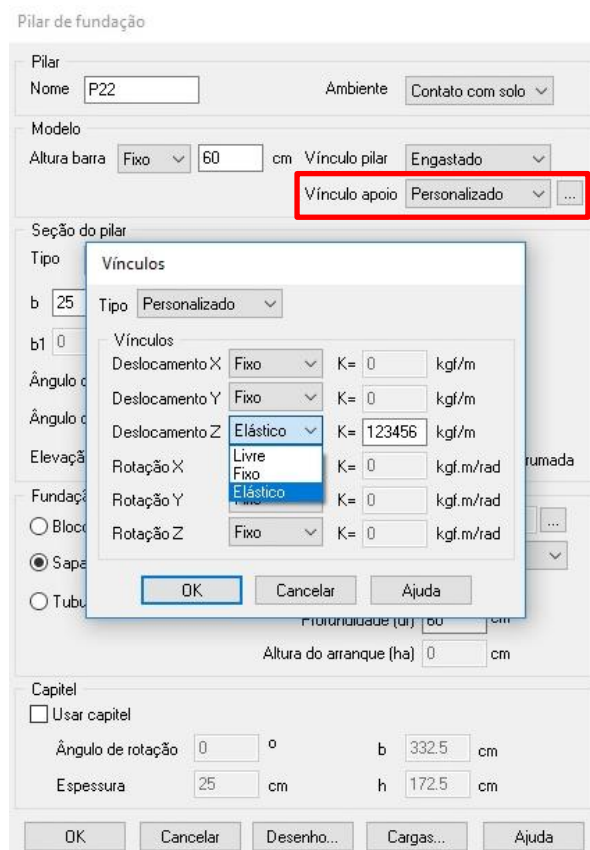 Pilar de fundação
Pilar
Nome P22 Ambiente Contato com solo
Modelo
Altura barra Fixo 60 cm Vínculo pilar Engastado
Vínculo apoio Personalizado ...
Seção do pilar
Tipo
Vínculos
b 25
Tipo Personalizado
b1 0
Vínculos
Deslocamento X Fixo K= 0 kgf/m
Ângulo
Deslocamento Y Fixo K= 0 kgf/m
Ângulo
Deslocamento Z Elástico K= 123456 kgf/m
Livre
Fixo
Elástico
Elevaçã
Rotação X K= 0 kgf.m/rad
rumada
Fundaçã
Rotação Y K= 0 kgf.m/rad
Bloco
...
Rotação Z Fixo K= 0 kgf.m/rad
Sapa
OK Cancelar Ajuda
Tubu
Profundidade (df) 60 cm
Altura do arranque (ha) 0 cm
Capitel
Usar capitel
Ângulo de rotação 0 º b 332.5 cm
Espessura 25 cm h 172.5 cm
OK Cancelar Desenho... Cargas... Ajuda